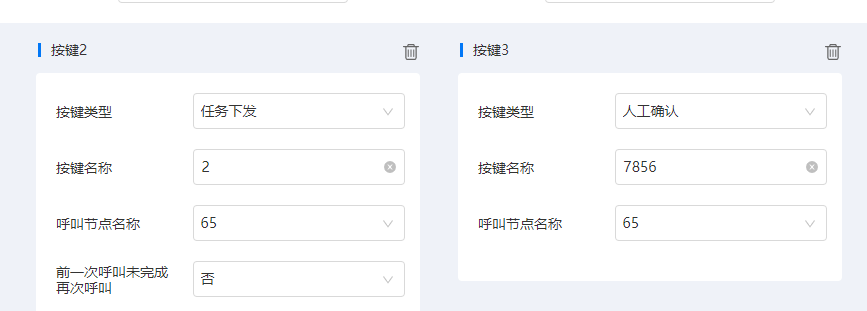 按键2
按键类型 任务下发
按键名称 2
呼叫节点名称 65
前一次呼叫未完成
再次呼叫 否
按键3
按键类型 人工确认
按键名称 7856
呼叫节点名称 65